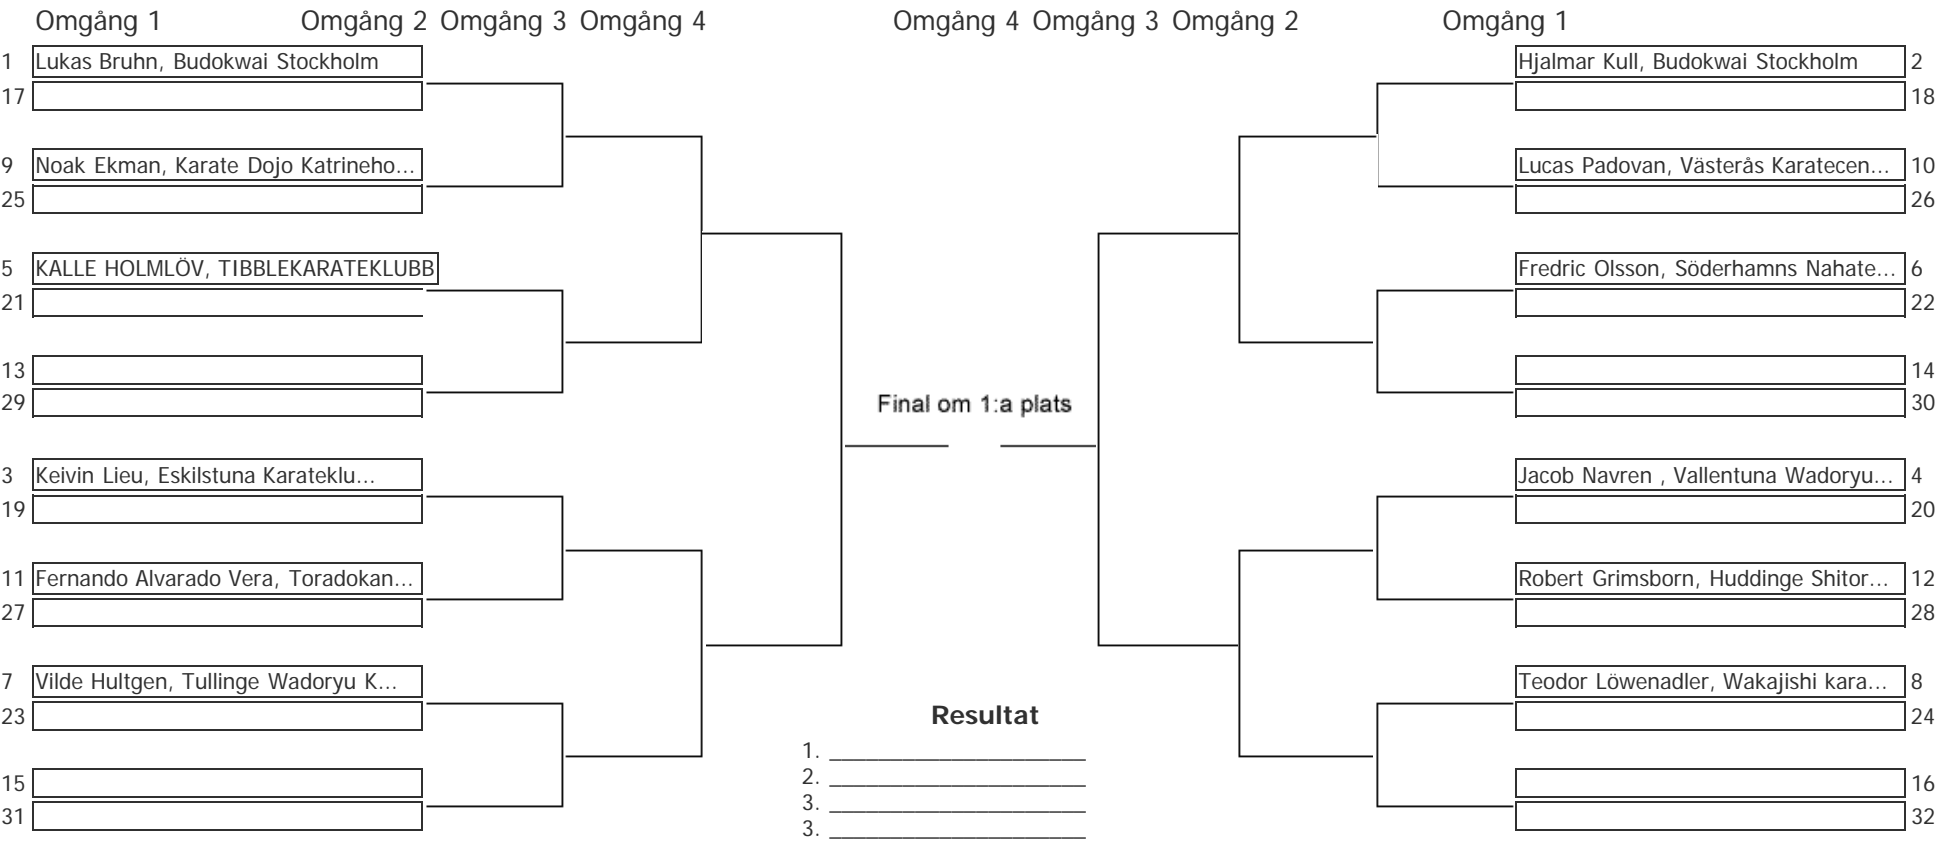 Omgång 1 Omgång 2 Omgång 3 Omgång 4 Omgång 4 Omgång 3 Omgång 2 Omgång 1
1 Lukas Bruhn, Budokwai Stockholm
17
9 Noak Ekman, Karate Dojo Katrineho...
25
5 KALLE HOLMLÖV, TIBBLEKARATEKLUBB
21
13
29
3 Keivin Lieu, Eskilstuna Karateklu...
19
11 Fernando Alvarado Vera, Toradokan...
27
7 Vilde Hultgen, Tullinge Wadoryu K...
23
15
31
Final om 1:a plats
Resultat
1. ______________________
2. ______________________
3. ______________________
3. ______________________
Hjalmar Kull, Budokwai Stockholm 2
18
Lucas Padovan, Västerås Karatecen... 10
26
Fredric Olsson, Söderhamns Nahate... 6
22
14
30
Jacob Navren , Vallentuna Wadoryu... 4
20
Robert Grimsborn, Huddinge Shitor... 12
28
Teodor Löwenadler, Wakajishi kara... 8
24
16
32